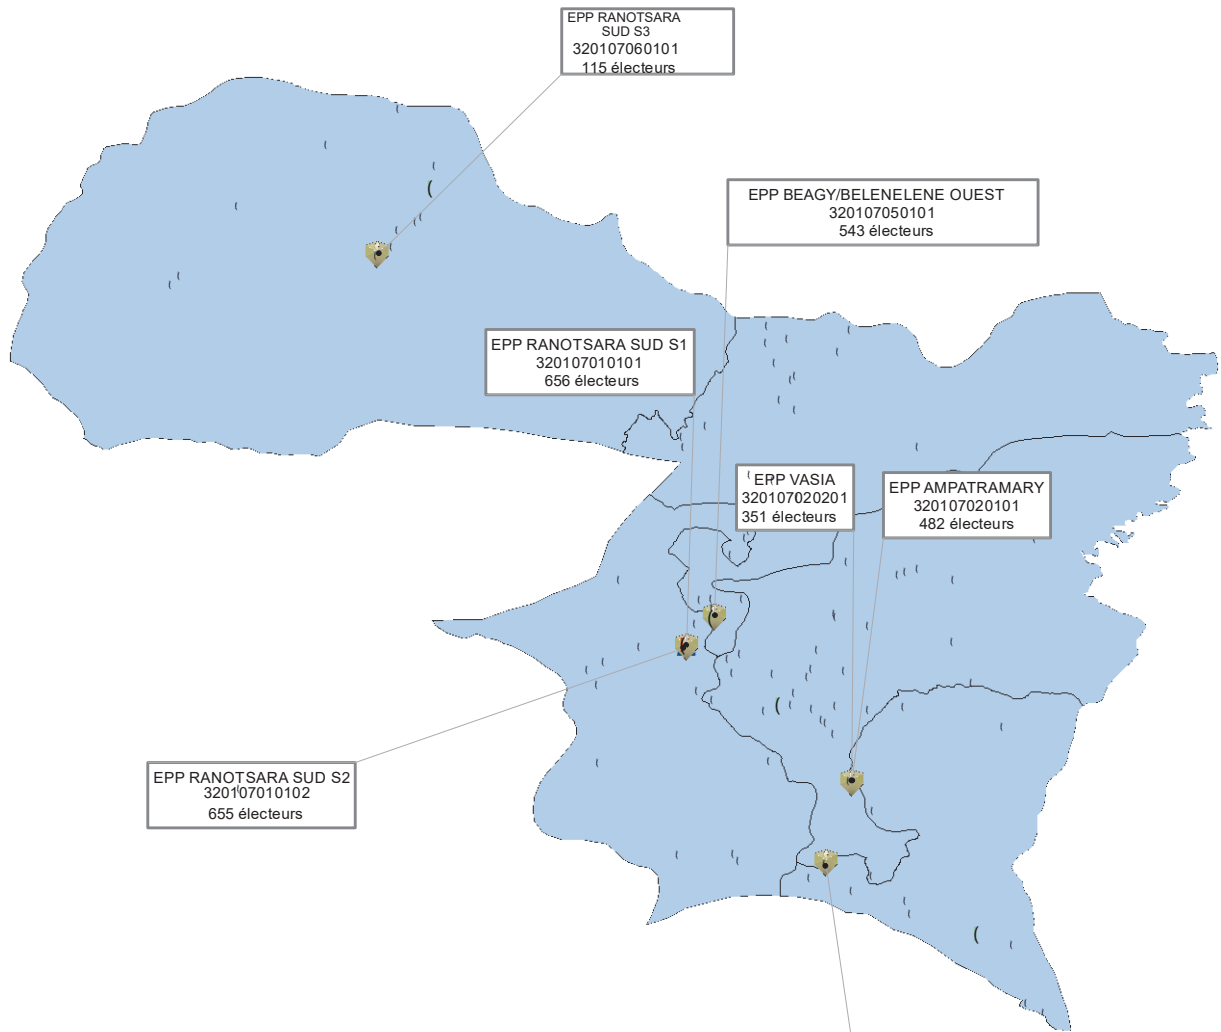 EPP RANOTSARA
SUD S3
320107060101
115 électeurs
EPP BEAGY/BELENELENE OUEST
320107050101
543 électeurs
EPP RANOTSARA SUD S1
320107010101
656 électeurs
EPP VASIA
320107020201
351 électeurs
EPP AMPATRAMARY
320107020101
482 électeurs
EPP RANOTSARA SUD S2
320107010102
655 électeurs